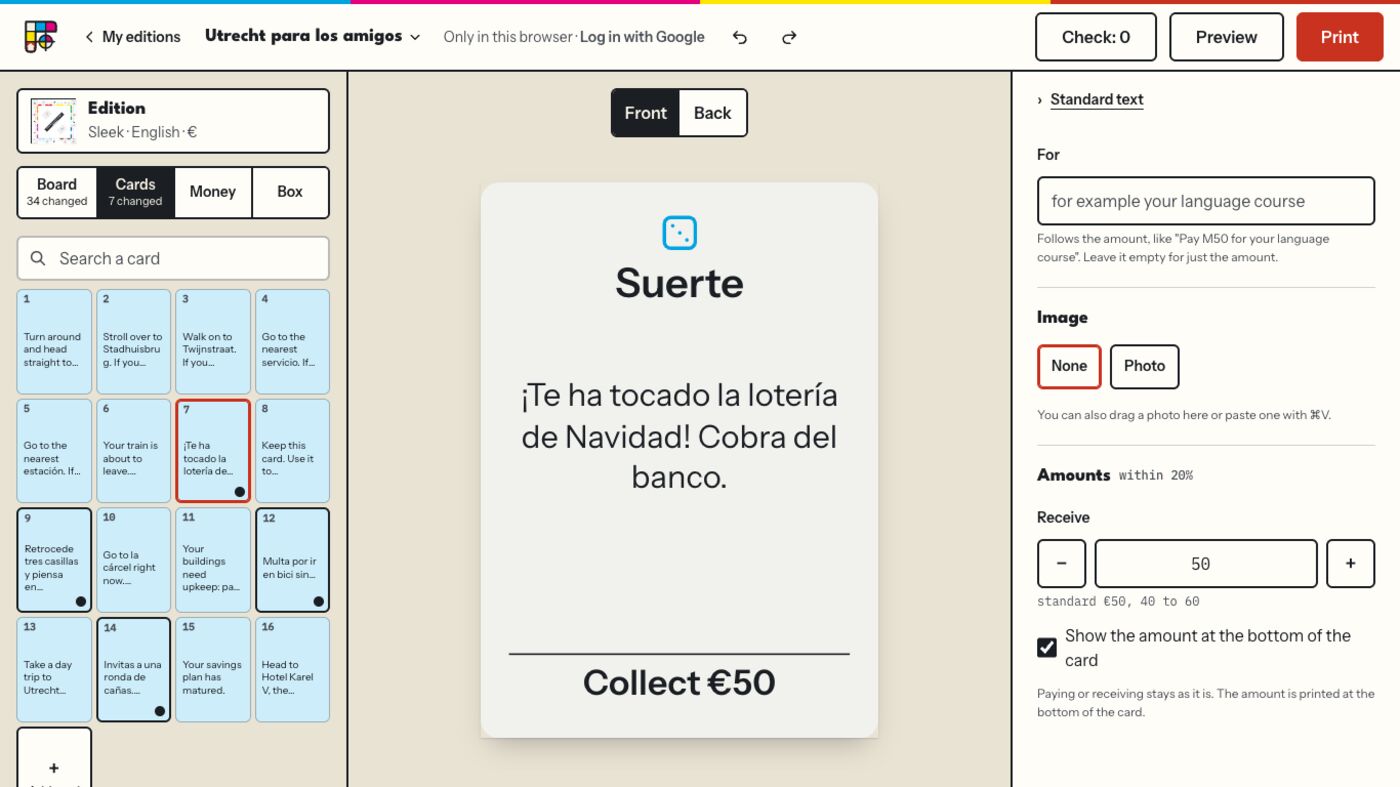 My editions
Utrecht para los amigos
Only in this browser · Log in with Google
Check: 0
Preview
Print
Edition
Sleek · English · €
Board
34 changed
Cards
7 changed
Money
Box
Search a card
1
Turn around
and head
straight to...
2
Stroll over to
Stadhuisbru
g. If you...
3
Walk on to
Twijnstraat.
If you...
4
Go to the
nearest
servicio. If...
5
Go to the
nearest
estación. If...
6
Your train is
about to
leave....
7
¡Te ha
tocado la
lotería de...
8
Keep this
card. Use it
to...
9
Retrocede
tres casillas
y piensa
en...
10
Go to la
cárcel right
now....
11
Your
buildings
need
upkeep: pa...
12
Multa por ir
en bici sin...
13
Take a day
trip to
Utrecht...
14
Invitas a una
ronda de
cañas....
15
Your savings
plan has
matured.
16
Head to
Hotel Karel
V, the...
+
Front
Back
Suerte
¡Te ha tocado la lotería
de Navidad! Cobra del
banco.
Collect €50
› Standard text
For
for example your language course
Follows the amount, like "Pay M50 for your language
course". Leave it empty for just the amount.
Image
None
Photo
You can also drag a photo here or paste one with ⌘V.
Amounts within 20%
Receive
−
50
+
standard €50, 40 to 60
Show the amount at the bottom of the
card
Paying or receiving stays as it is. The amount is printed at the
bottom of the card.